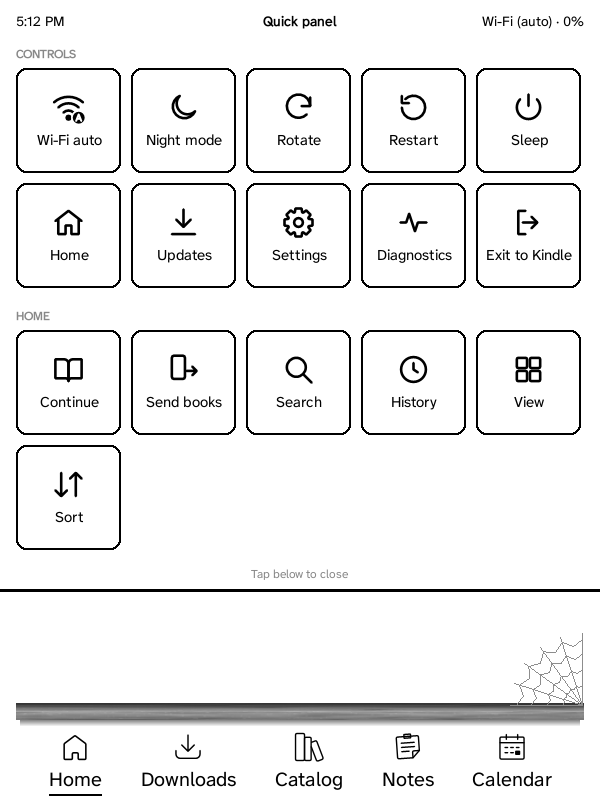 5:12 PM Quick panel Wi-Fi (auto) · 0%
CONTROLS
Wi-Fi auto Night mode Rotate Restart Sleep
Home Updates Settings Diagnostics Exit to Kindle
HOME
Continue Send books Search History View
Sort
Tap below to close
Home Downloads Catalog Notes Calendar